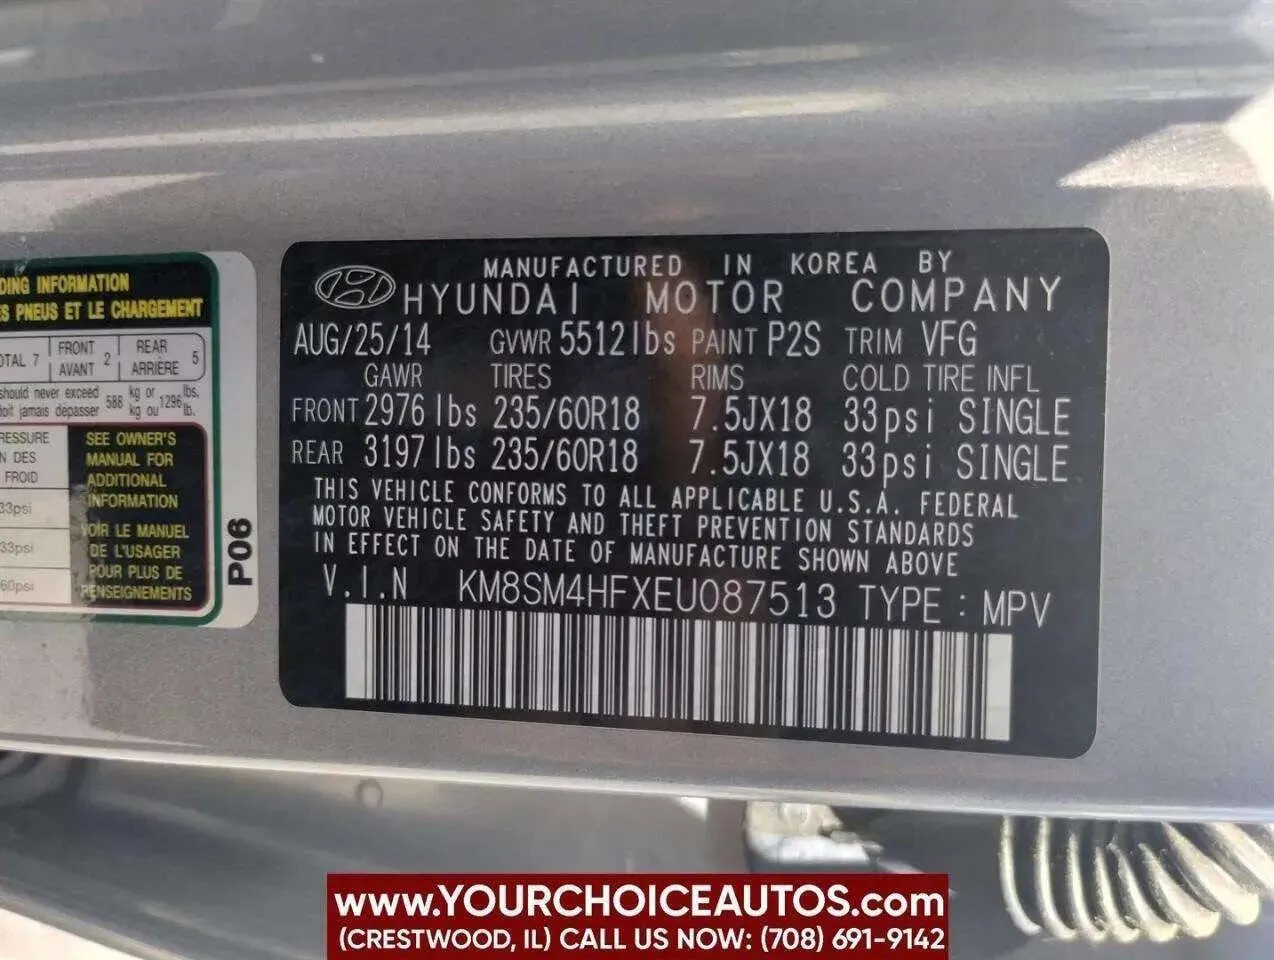 MANUFACTURED IN KOREA BY
HYUNDAI MOTOR COMPANY
AUG/25/14 GVWR 5512lbs PAINT P2S TRIM VFG
GAWR TIRES RIMS COLD TIRE INFL
FRONT 2976 lbs 235/60R18 7.5JX18 33psi SINGLE
REAR 3197 lbs 235/60R18 7.5JX18 33psi SINGLE
THIS VEHICLE CONFORMS TO ALL APPLICABLE U.S.A. FEDERAL
MOTOR VEHICLE SAFETY AND THEFT PREVENTION STANDARDS
IN EFFECT ON THE DATE OF MANUFACTURE SHOWN ABOVE
V.I.N KM8SM4HFXEU087513 TYPE : MPV
INFORMATION
PNEUS ET LE CHARGEMENT
7 FRONT AVANT 2 REAR ARRIÈRE 5
should never exceed 588 kg or 1296 lbs.
doit jamais dépasser kg ou lb.
DES
FROID
33psi
33psi
60psi
SEE OWNER'S
MANUAL FOR
ADDITIONAL
INFORMATION
VOIR LE MANUEL
DE L'USAGER
POUR PLUS DE
RENSEIGNEMENTS
P06
www.YOURCHOICEAUTOS.com
(CRESTWOOD, IL) CALL US NOW: (708) 691-9142